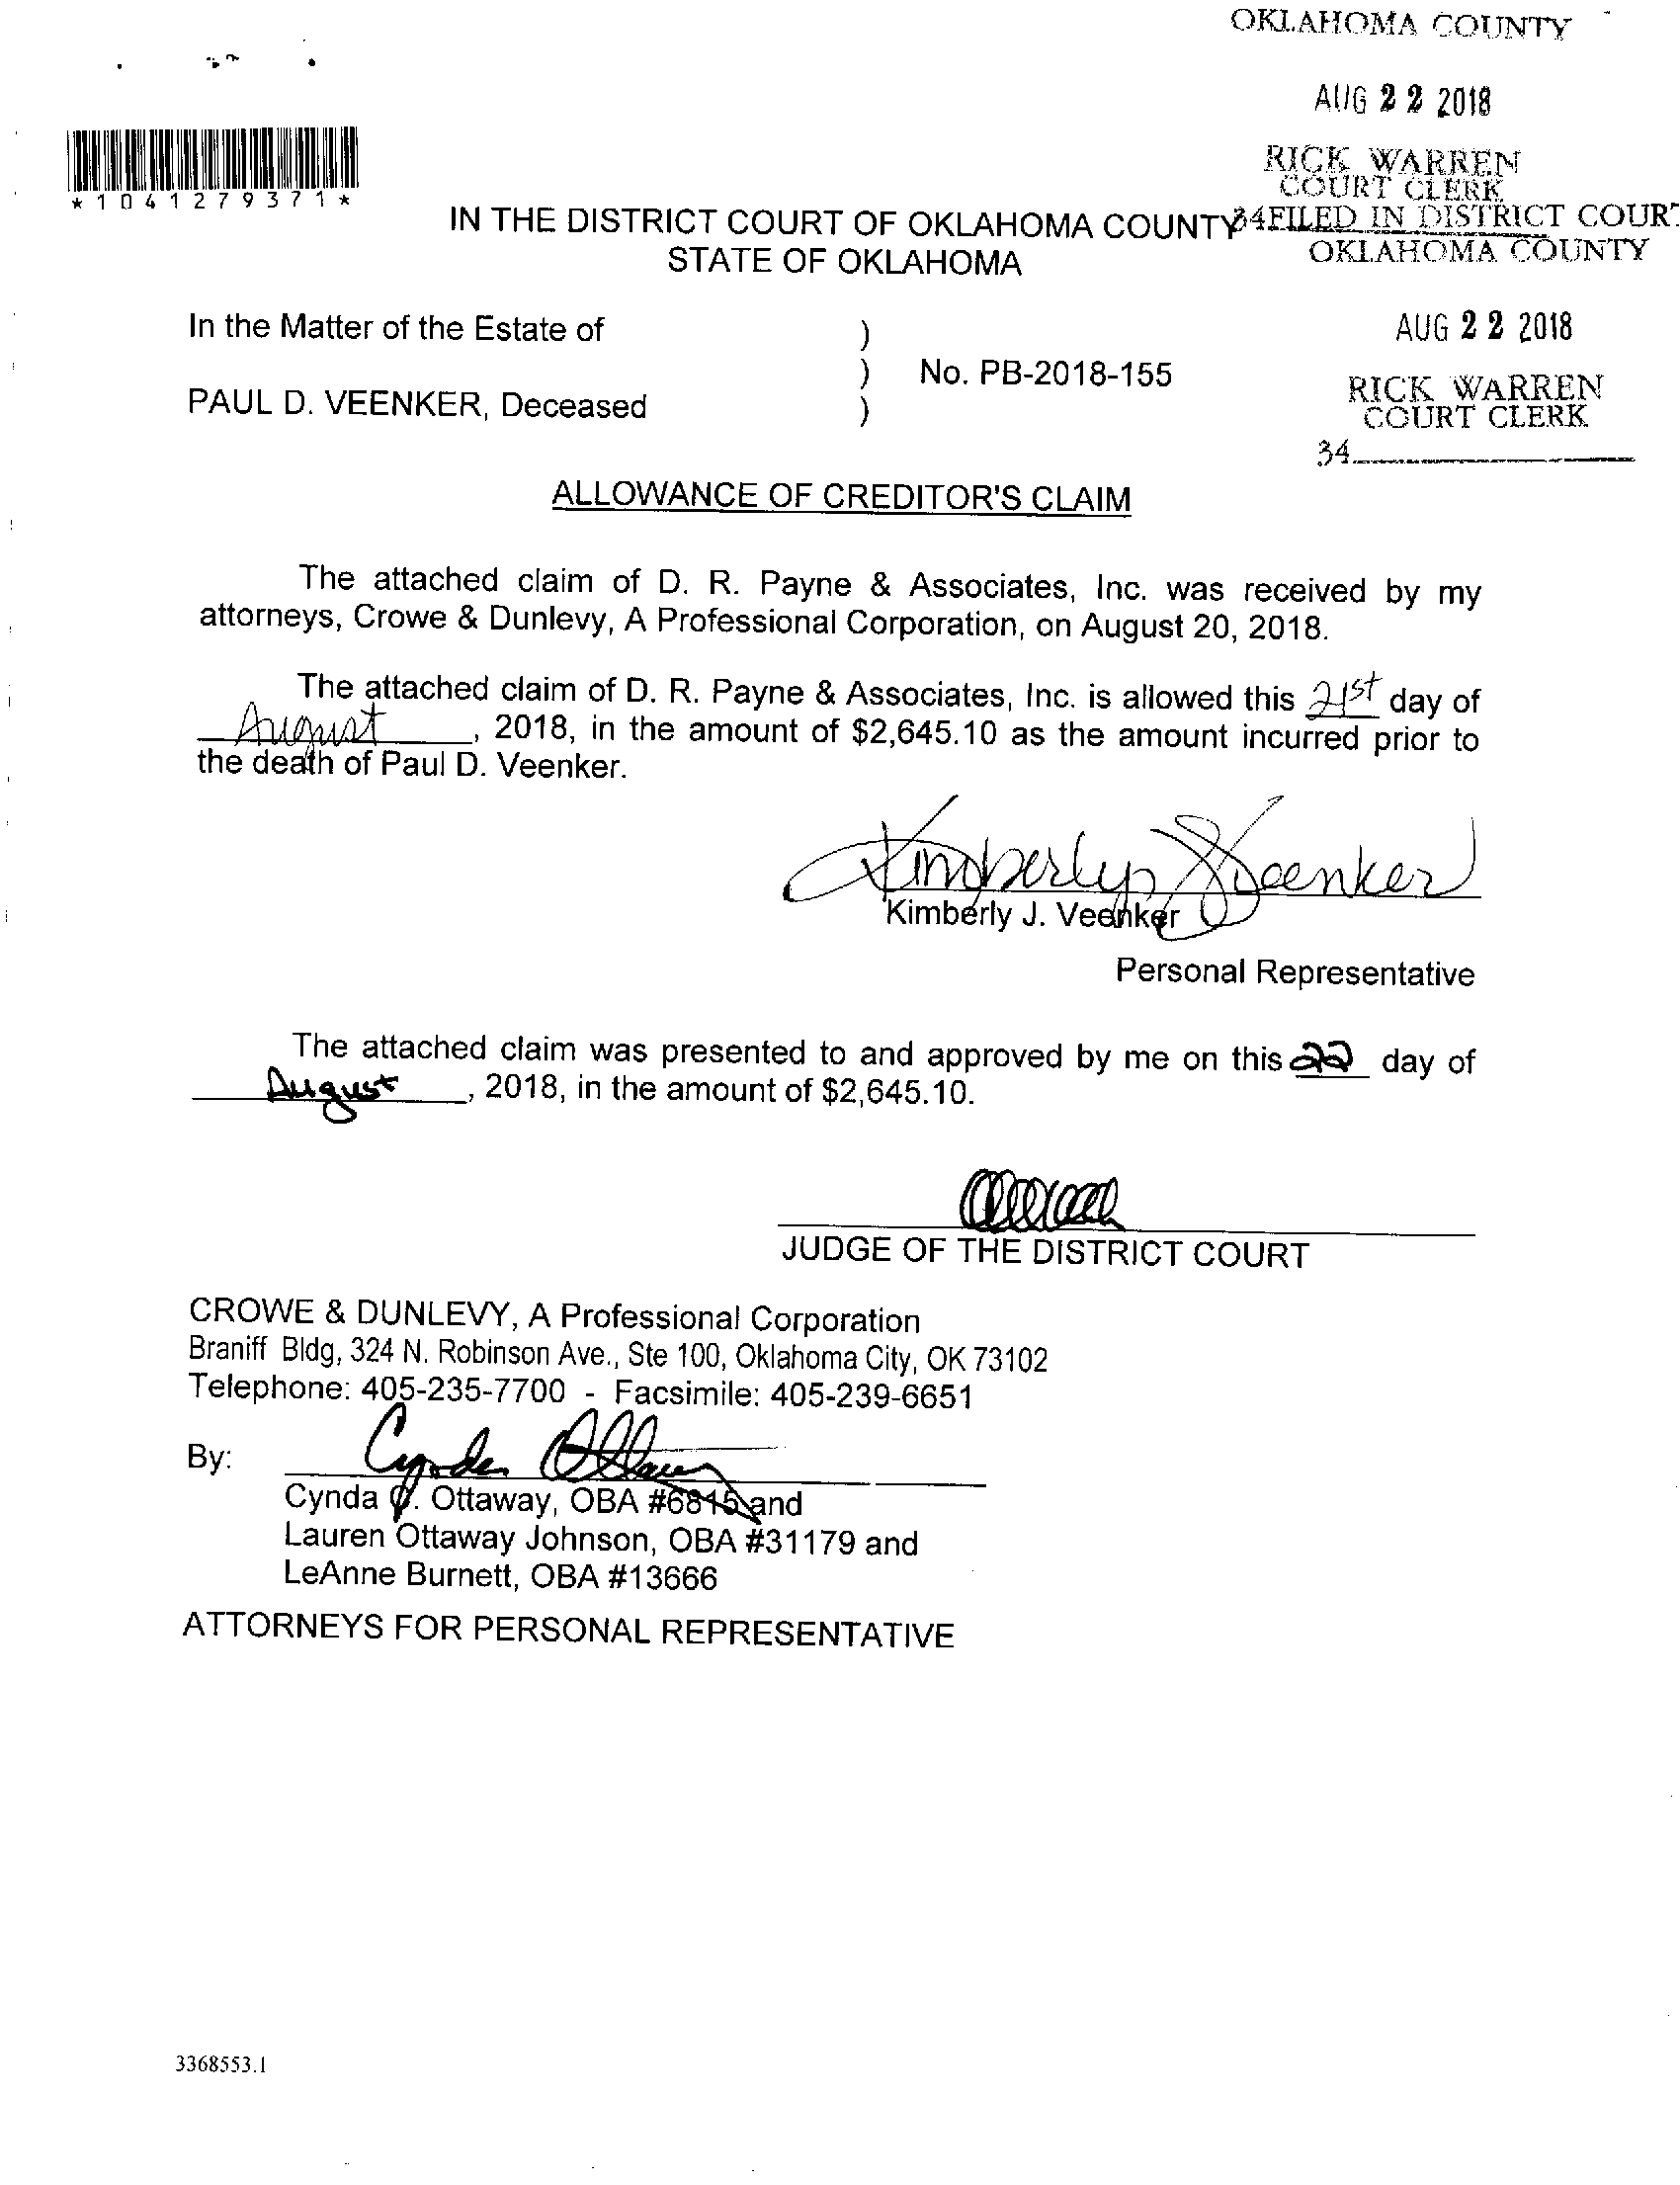 OKLAHOMA COUNTY
AUG 22 2018
RICK WARREN
COURT CLERK
*1041279371*
34 FILED IN DISTRICT COURT
OKLAHOMA COUNTY
IN THE DISTRICT COURT OF OKLAHOMA COUNTY
STATE OF OKLAHOMA
In the Matter of the Estate of )
) No. PB-2018-155
PAUL D. VEENKER, Deceased )
AUG 22 2018
RICK WARREN
COURT CLERK
34
ALLOWANCE OF CREDITOR'S CLAIM
The attached claim of D. R. Payne & Associates, Inc. was received by my
attorneys, Crowe & Dunlevy, A Professional Corporation, on August 20, 2018.
The attached claim of D. R. Payne & Associates, Inc. is allowed this 21st day of
August, 2018, in the amount of $2,645.10 as the amount incurred prior to
the death of Paul D. Veenker.
Kimberly J Veenker
Kimberly J. Veenker
Personal Representative
The attached claim was presented to and approved by me on this 22 day of
August, 2018, in the amount of $2,645.10.
JUDGE OF THE DISTRICT COURT
CROWE & DUNLEVY, A Professional Corporation
Braniff Bldg, 324 N. Robinson Ave., Ste 100, Oklahoma City, OK 73102
Telephone: 405-235-7700 - Facsimile: 405-239-6651
By: Cynda Ottaway
Cynda C. Ottaway, OBA #6815 and
Lauren Ottaway Johnson, OBA #31179 and
LeAnne Burnett, OBA #13666
ATTORNEYS FOR PERSONAL REPRESENTATIVE
3368553.1